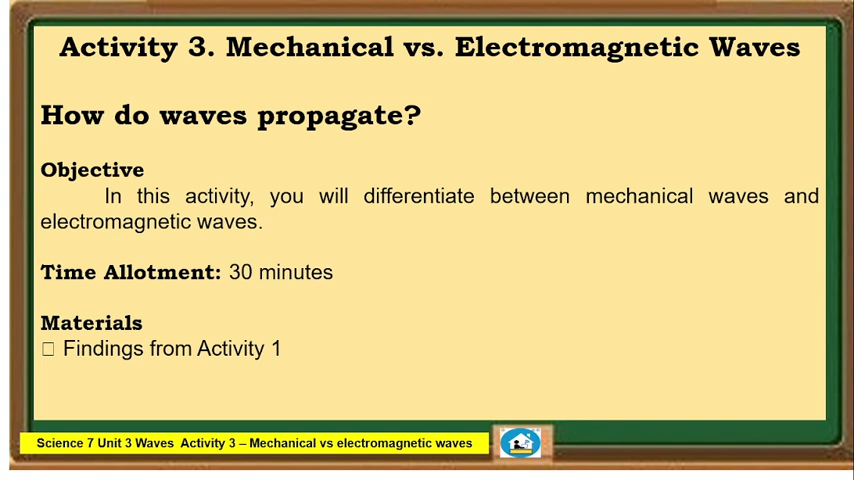 Activity 3. Mechanical vs. Electromagnetic Waves
How do waves propagate?
Objective
In this activity, you will differentiate between mechanical waves and
electromagnetic waves.
Time Allotment: 30 minutes
Materials
□ Findings from Activity 1
Science 7 Unit 3 Waves Activity 3 – Mechanical vs electromagnetic waves